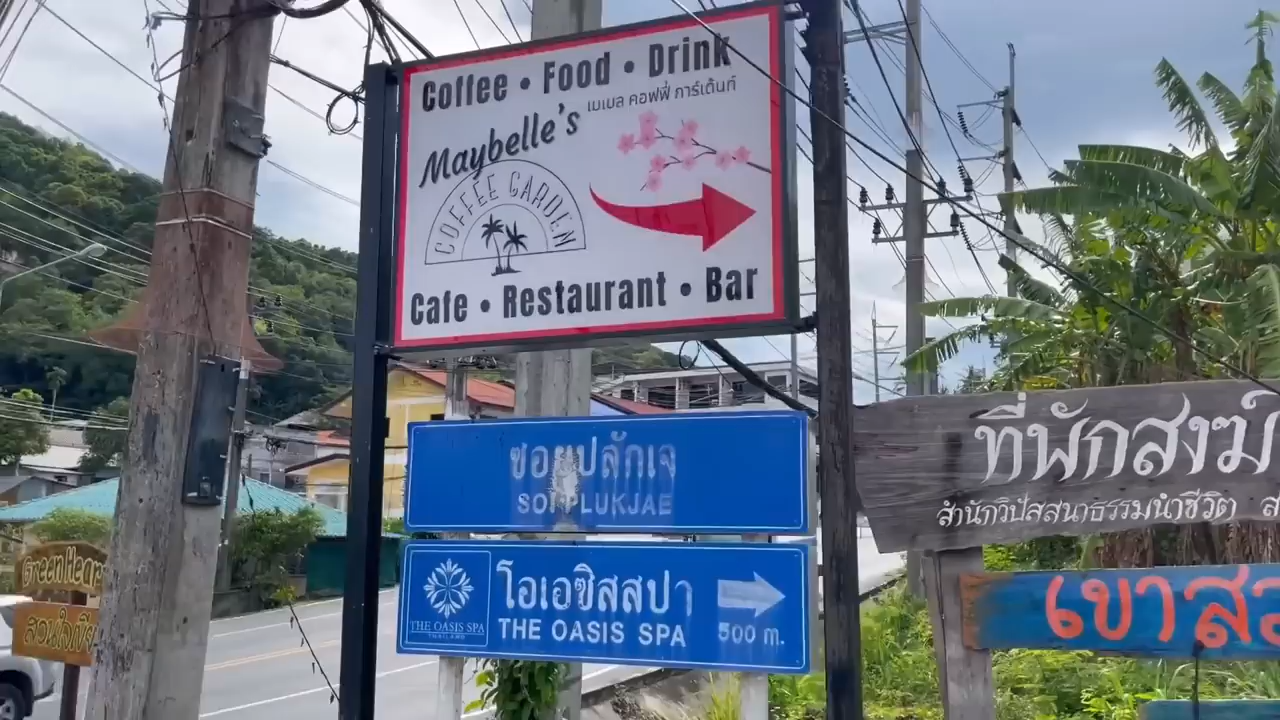 Coffee • Food • Drink
เมเบล คอฟฟี่ การ์เด้นท์
Maybelle's
COFFEE GARDEN
Cafe • Restaurant • Bar
ซอยปลักเจ
SOI PLUKJAE
โอเอซิสสปา
THE OASIS SPA
500 m.
THE OASIS SPA
THAILAND
ที่พักสงฆ์
สำนักวิปัสสนาธรรมนำชีวิต
Green